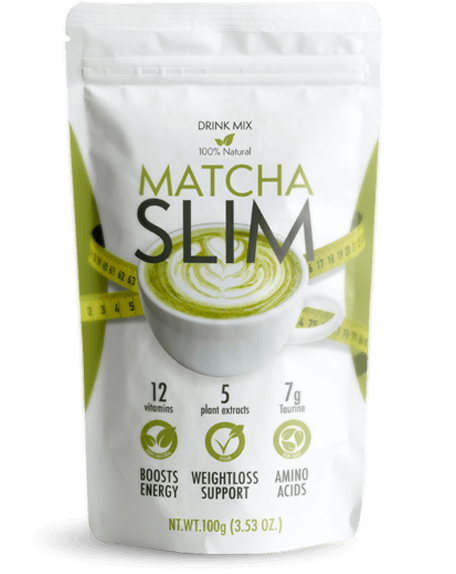 DRINK MIX
100% Natural
MATCHA
SLIM
12 5 7g
vitamins plant extracts Taurine
BOOSTS WEIGHTLOSS AMINO
ENERGY SUPPORT ACIDS
NT.WT.100g (3.53 OZ.)